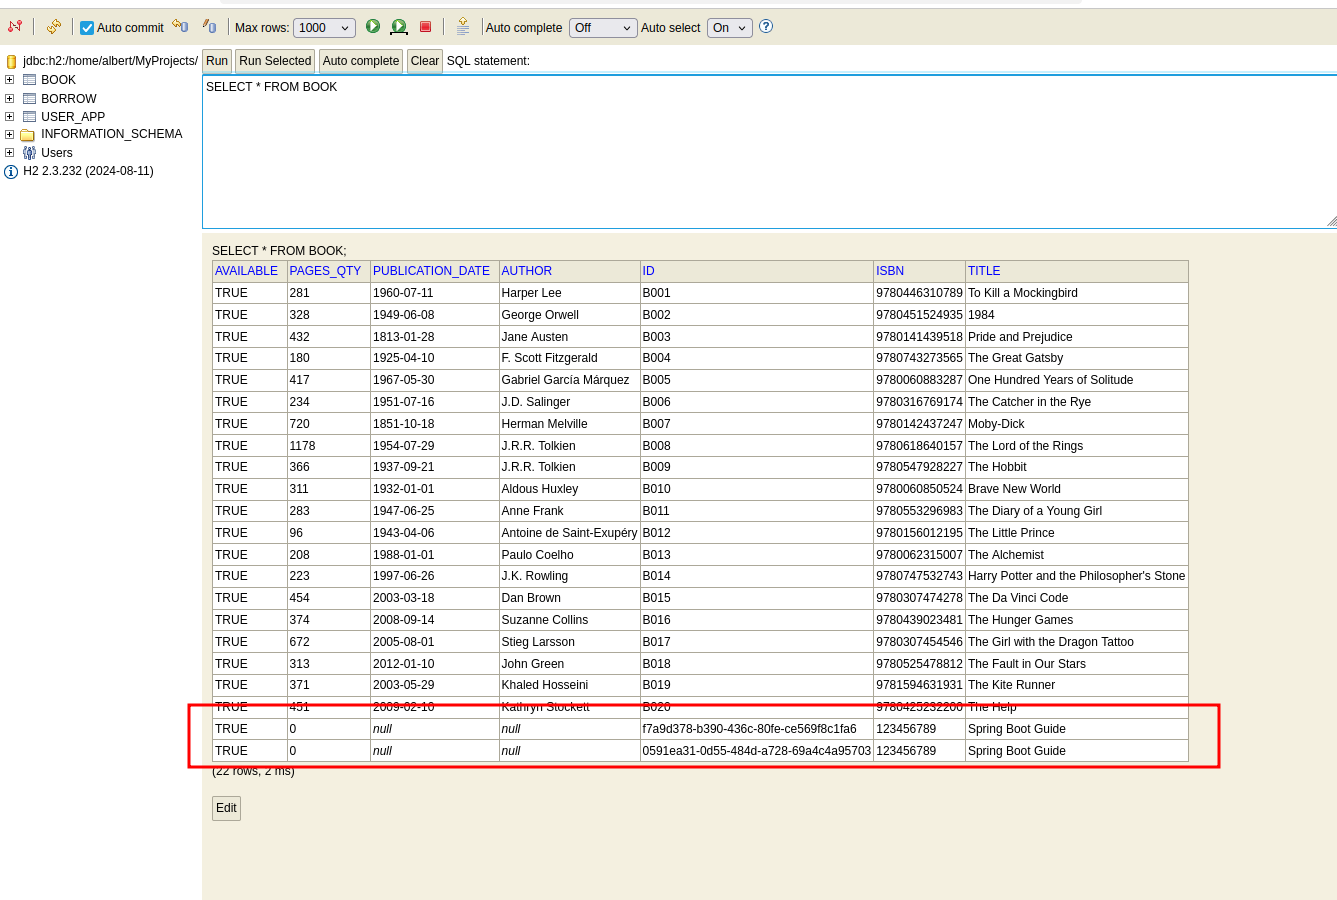 Auto commit Max rows: 1000 Auto complete Off Auto select On
jdbc:h2:/home/albert/MyProjects/
BOOK
BORROW
USER_APP
INFORMATION_SCHEMA
Users
H2 2.3.232 (2024-08-11)
Run Run Selected Auto complete Clear SQL statement:
SELECT * FROM BOOK
SELECT * FROM BOOK;
AVAILABLE PAGES_QTY PUBLICATION_DATE AUTHOR ID ISBN TITLE
TRUE 281 1960-07-11 Harper Lee B001 9780446310789 To Kill a Mockingbird
TRUE 328 1949-06-08 George Orwell B002 9780451524935 1984
TRUE 432 1813-01-28 Jane Austen B003 9780141439518 Pride and Prejudice
TRUE 180 1925-04-10 F. Scott Fitzgerald B004 9780743273565 The Great Gatsby
TRUE 417 1967-05-30 Gabriel García Márquez B005 9780060883287 One Hundred Years of Solitude
TRUE 234 1951-07-16 J.D. Salinger B006 9780316769174 The Catcher in the Rye
TRUE 720 1851-10-18 Herman Melville B007 9780142437247 Moby-Dick
TRUE 1178 1954-07-29 J.R.R. Tolkien B008 9780618640157 The Lord of the Rings
TRUE 366 1937-09-21 J.R.R. Tolkien B009 9780547928227 The Hobbit
TRUE 311 1932-01-01 Aldous Huxley B010 9780060850524 Brave New World
TRUE 283 1947-06-25 Anne Frank B011 9780553296983 The Diary of a Young Girl
TRUE 96 1943-04-06 Antoine de Saint-Exupéry B012 9780156012195 The Little Prince
TRUE 208 1988-01-01 Paulo Coelho B013 9780062315007 The Alchemist
TRUE 223 1997-06-26 J.K. Rowling B014 9780747532743 Harry Potter and the Philosopher's Stone
TRUE 454 2003-03-18 Dan Brown B015 9780307474278 The Da Vinci Code
TRUE 374 2008-09-14 Suzanne Collins B016 9780439023481 The Hunger Games
TRUE 672 2005-08-01 Stieg Larsson B017 9780307454546 The Girl with the Dragon Tattoo
TRUE 313 2012-01-10 John Green B018 9780525478812 The Fault in Our Stars
TRUE 371 2003-05-29 Khaled Hosseini B019 9781594631931 The Kite Runner
TRUE 451 2009-02-10 Kathryn Stockett B020 9780425232200 The Help
TRUE 0 null null f7a9d378-b390-436c-80fe-ce569f8c1fa6 123456789 Spring Boot Guide
TRUE 0 null null 0591ea31-0d55-484d-a728-69a4c4a95703 123456789 Spring Boot Guide
(22 rows, 2 ms)
Edit